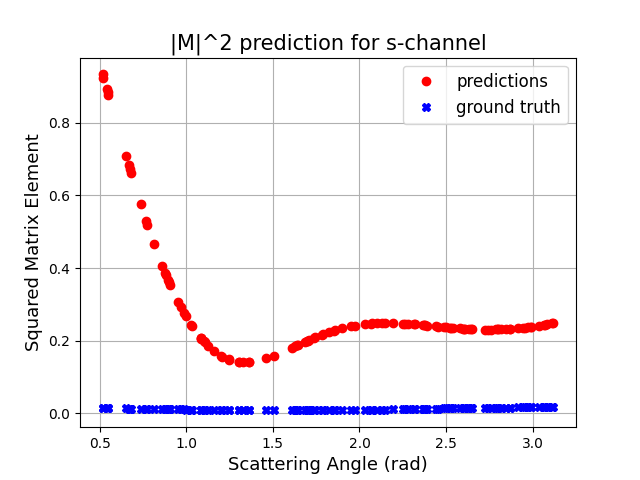 |M|^2 prediction for s-channel
predictions
ground truth
Squared Matrix Element
0.8
0.6
0.4
0.2
0.0
0.5 1.0 1.5 2.0 2.5 3.0
Scattering Angle (rad)